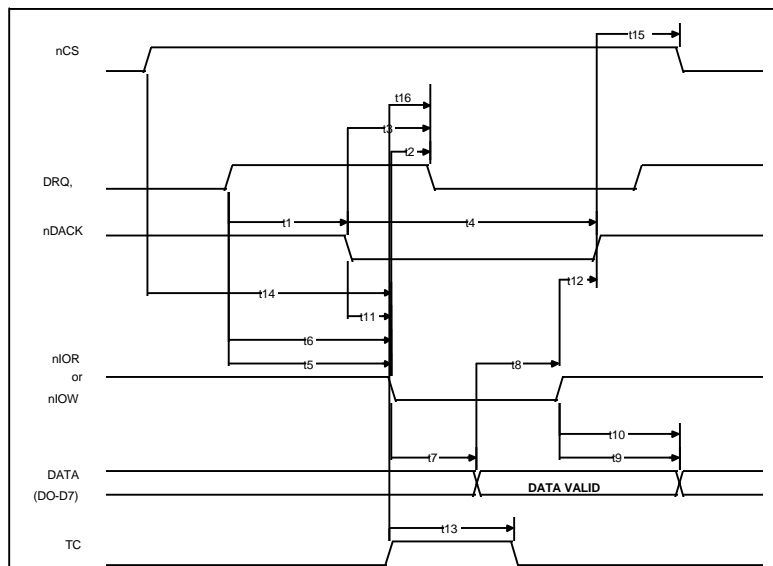 t15
nCS
t16
t3
t2
DRQ,
t1
t4
nDACK
t12
t14
t11
t6
nIOR
t5
t8
or
nIOW
t10
t7
t9
DATA
DATA VALID
(DO-D7)
t13
TC